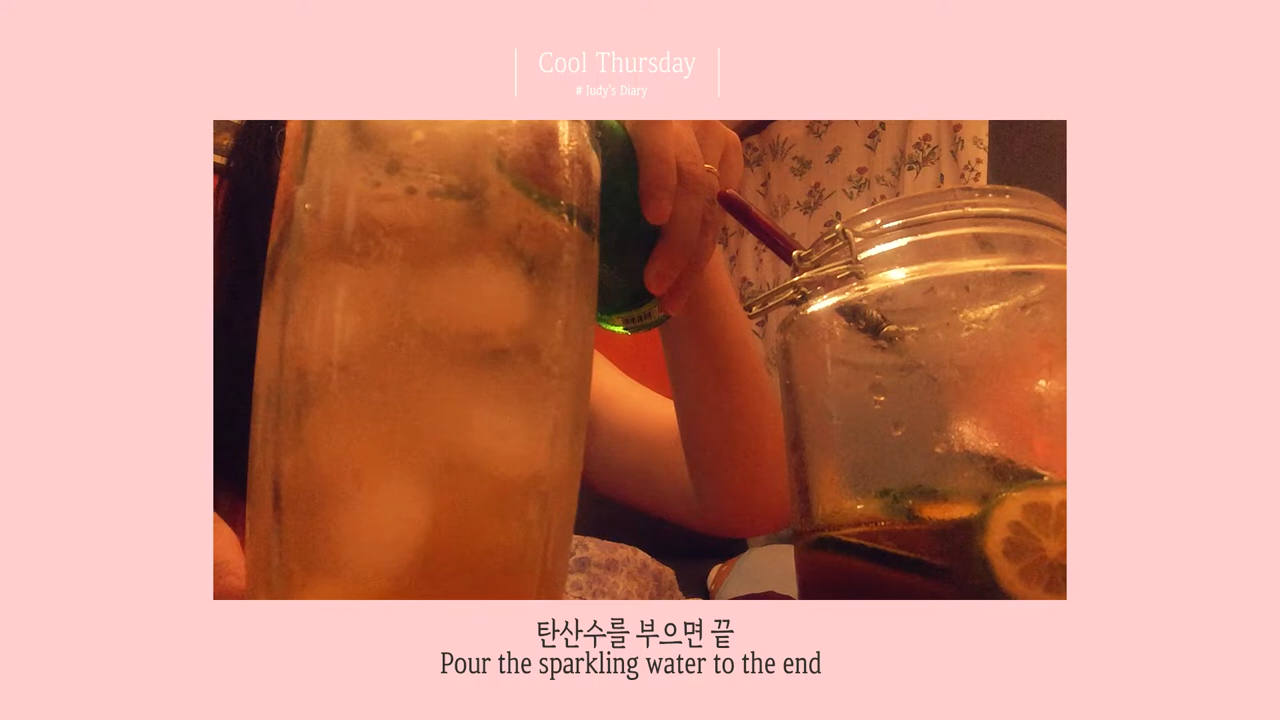 Cool Thursday
# Judy's Diary
탄산수를 부으면 끝
Pour the sparkling water to the end